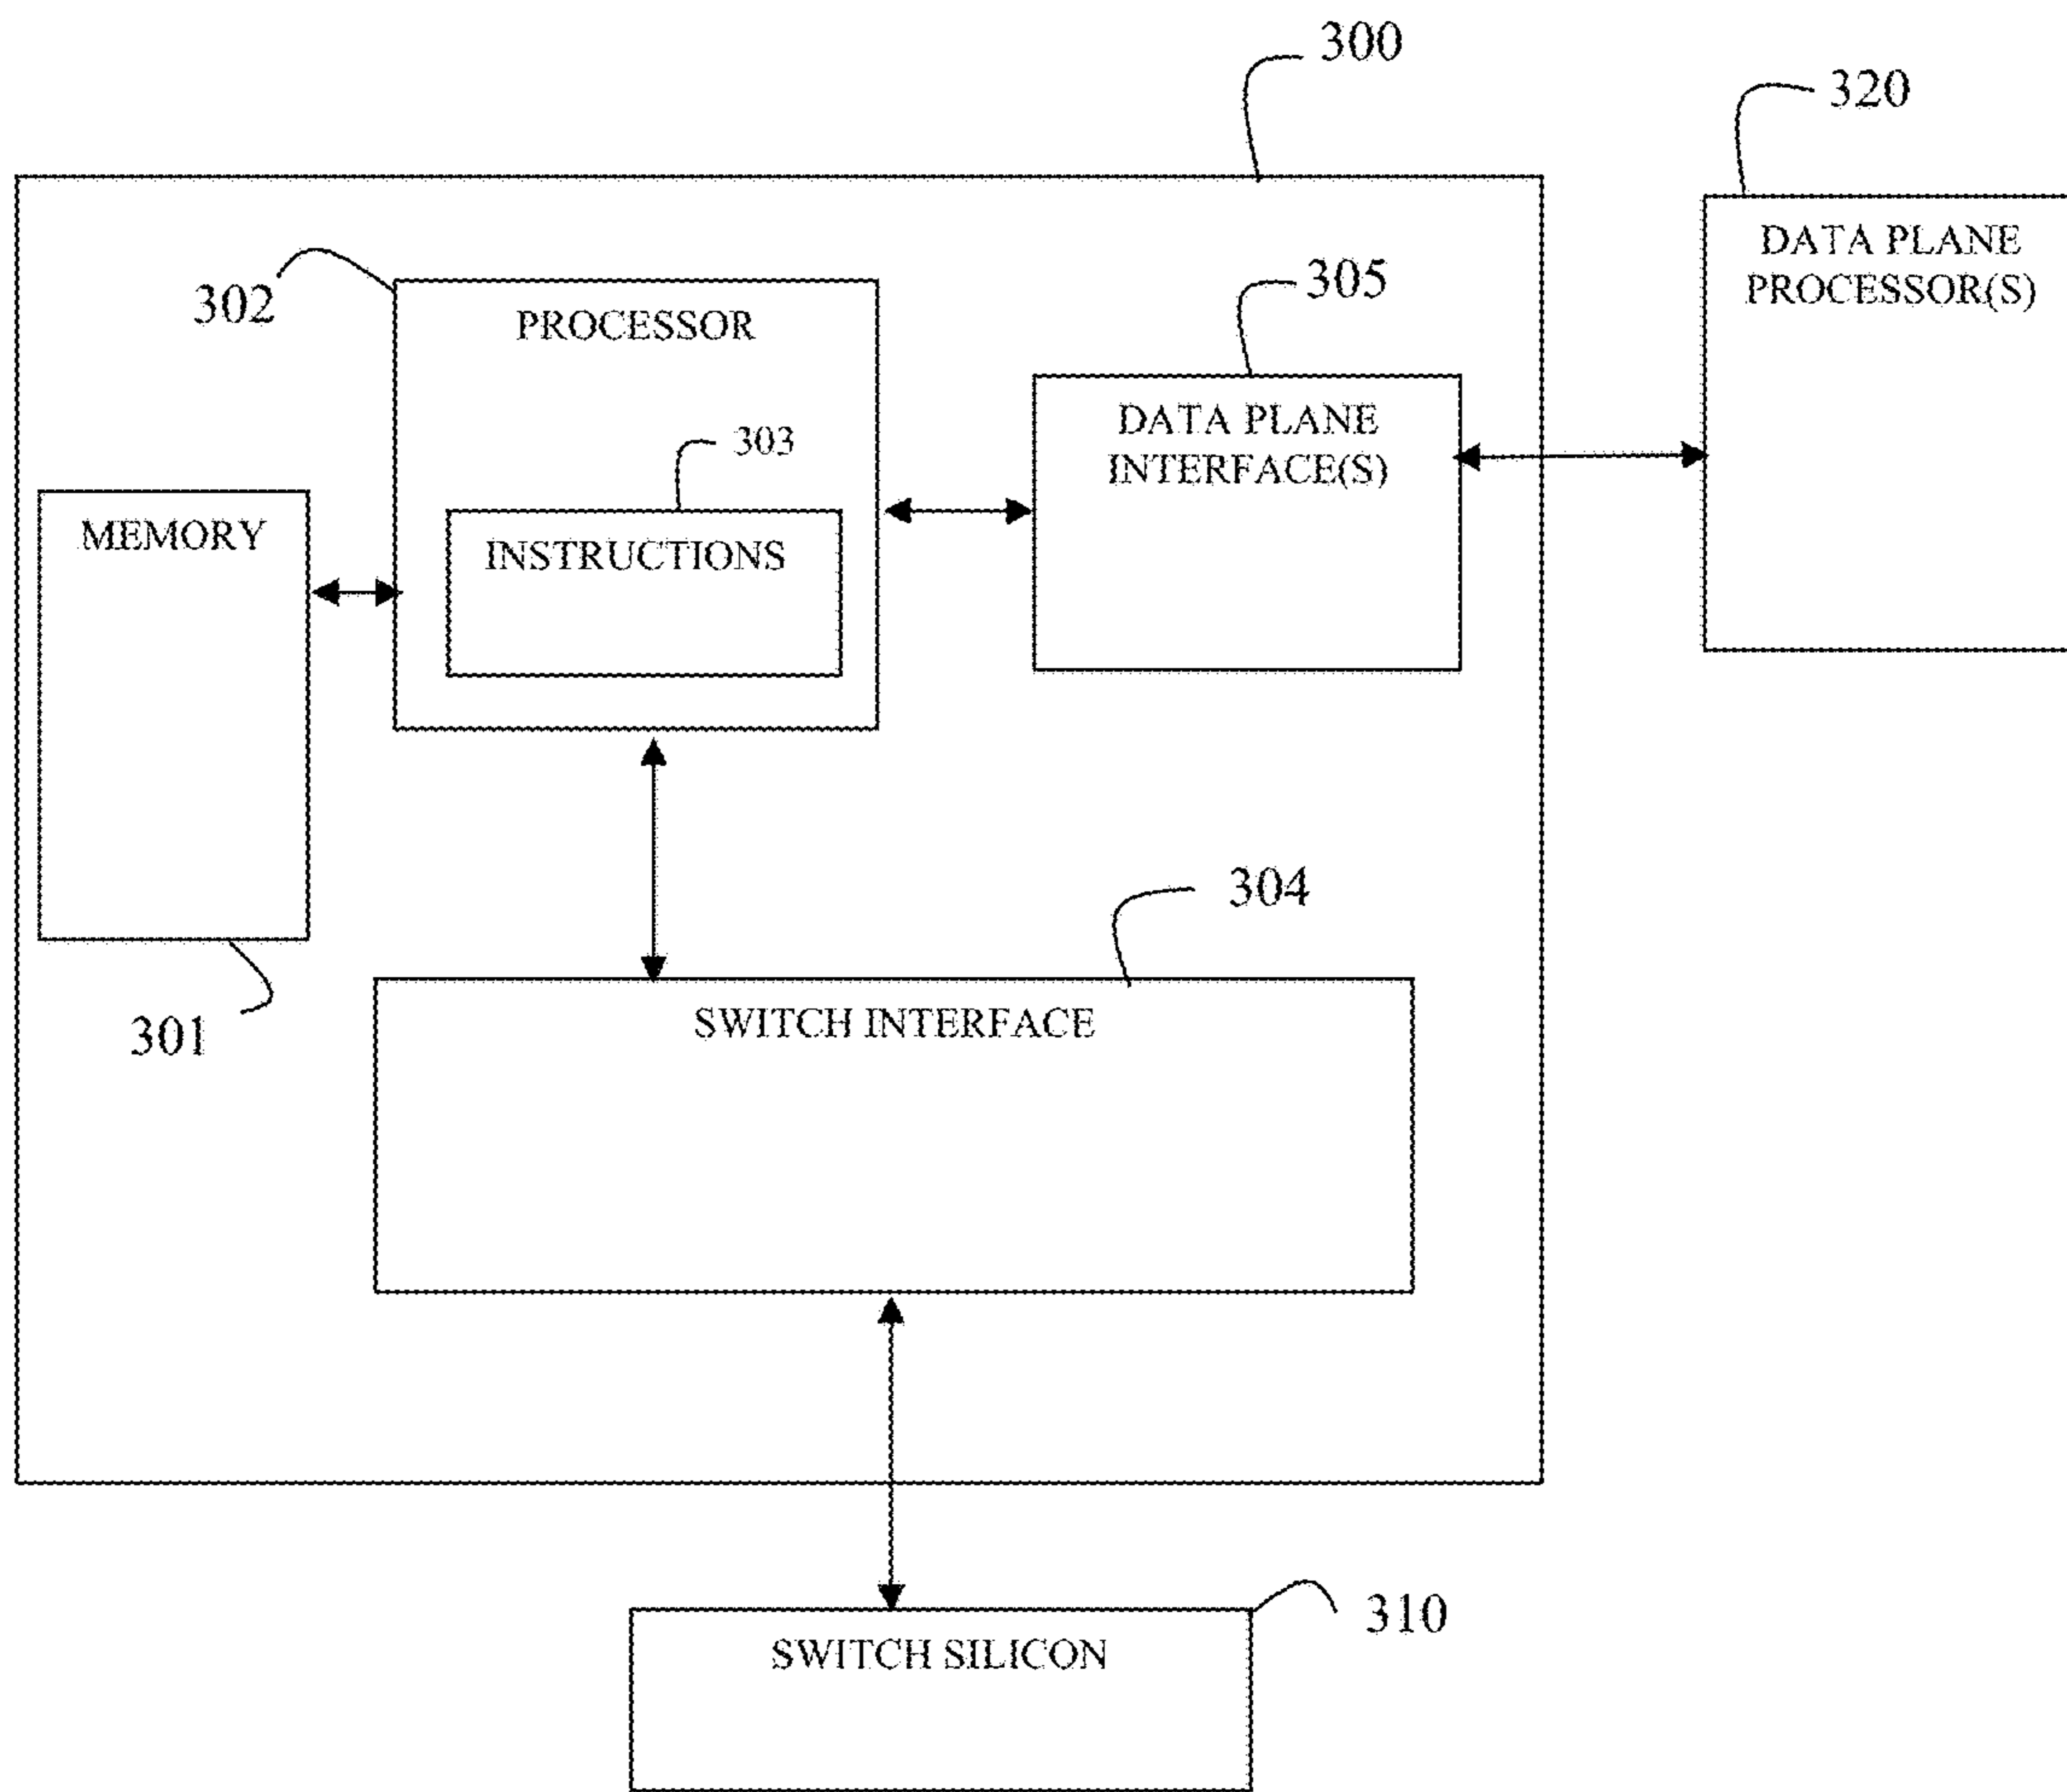 300
320
DATA PLANE
PROCESSOR(S)
302
PROCESSOR
305
DATA PLANE
INTERFACE(S)
303
INSTRUCTIONS
MEMORY
304
SWITCH INTERFACE
301
310
SWITCH SILICON